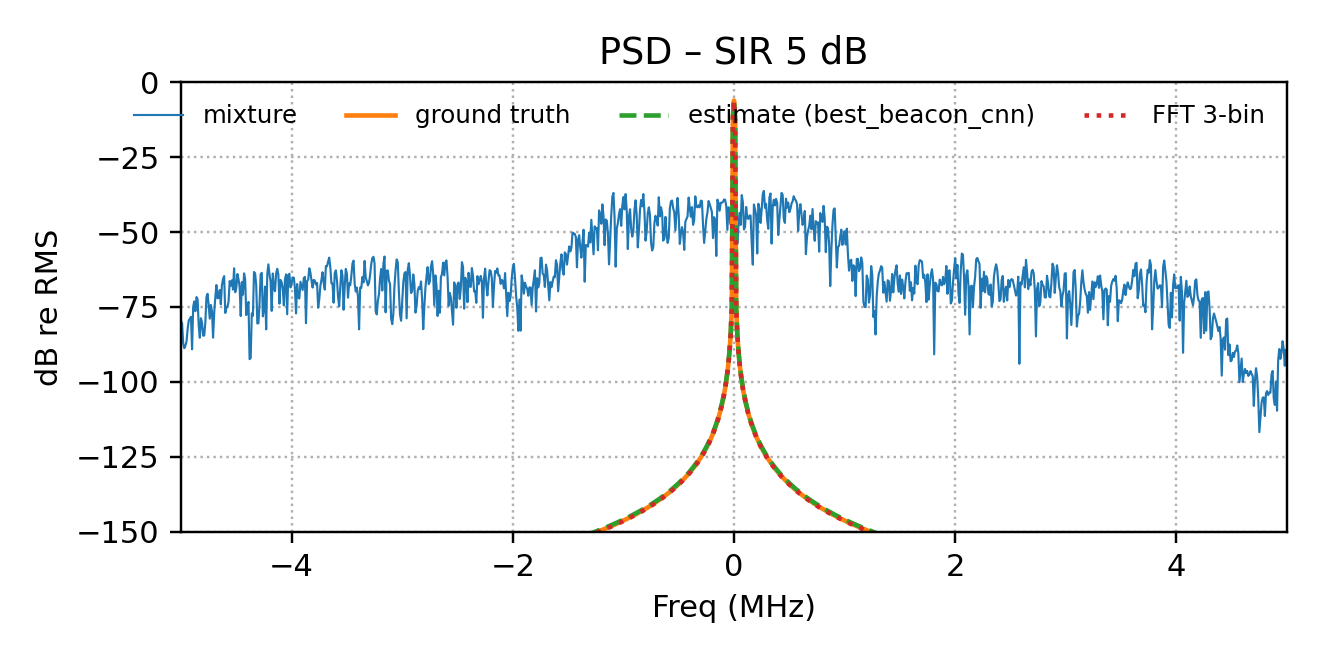 PSD – SIR 5 dB
mixture ground truth estimate (best_beacon_cnn) FFT 3-bin
0
−25
−50
−75
−100
−125
−150
dB re RMS
−4 −2 0 2 4
Freq (MHz)